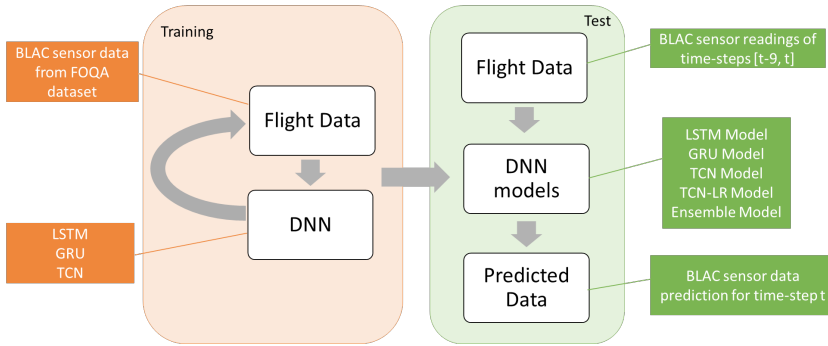 Training
BLAC sensor data
from FOQA
dataset
Flight Data
DNN
LSTM
GRU
TCN
Test
Flight Data
BLAC sensor readings of
time-steps [t-9, t]
DNN
models
LSTM Model
GRU Model
TCN Model
TCN-LR Model
Ensemble Model
Predicted
Data
BLAC sensor data
prediction for time-step t